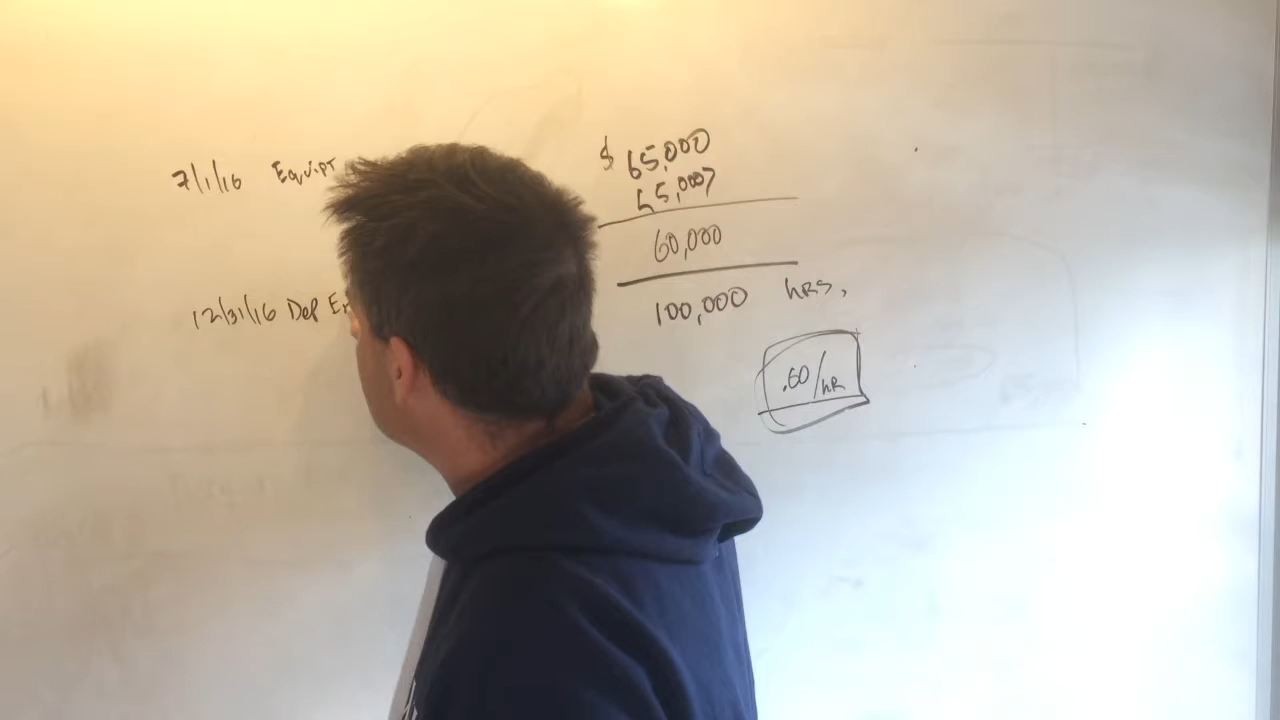 7/1/16 Equipt $ 65,000
<5,000>
60,000
100,000 hrs.
12/31/16 Dep
.60/hr